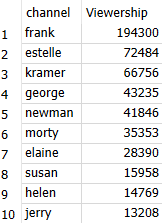 channel Viewership
1 frank 194300
2 estelle 72484
3 kramer 66756
4 george 43235
5 newman 41846
6 morty 35353
7 elaine 28390
8 susan 15958
9 helen 14769
10 jerry 13208